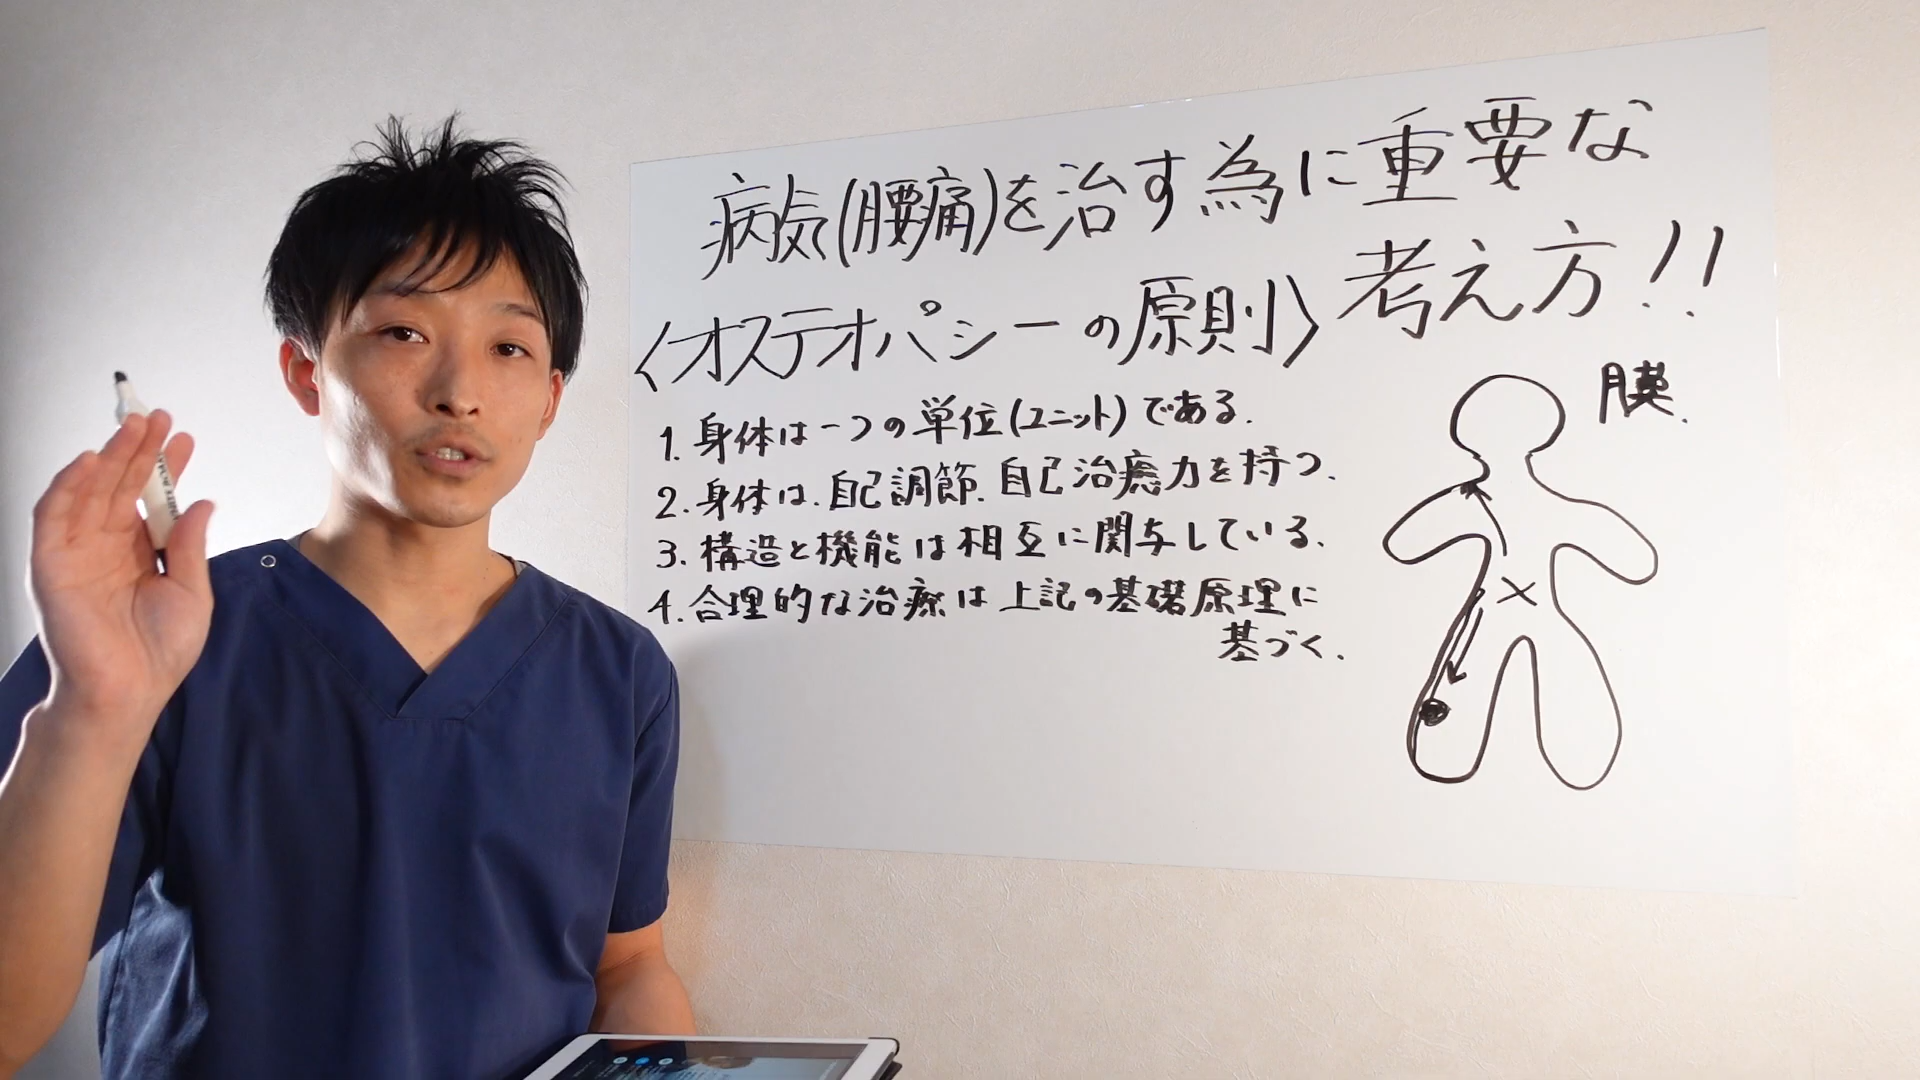 病気(腰痛)を治す為に重要な
考え方!!
〈オステオパシーの原則〉
1. 身体は一つの単位(ユニット)である.
2. 身体は.自己調節.自己治癒力を持つ.
3. 構造と機能は相互に関与している.
4. 合理的な治療は上記の基礎原理に
基づく.
膜.